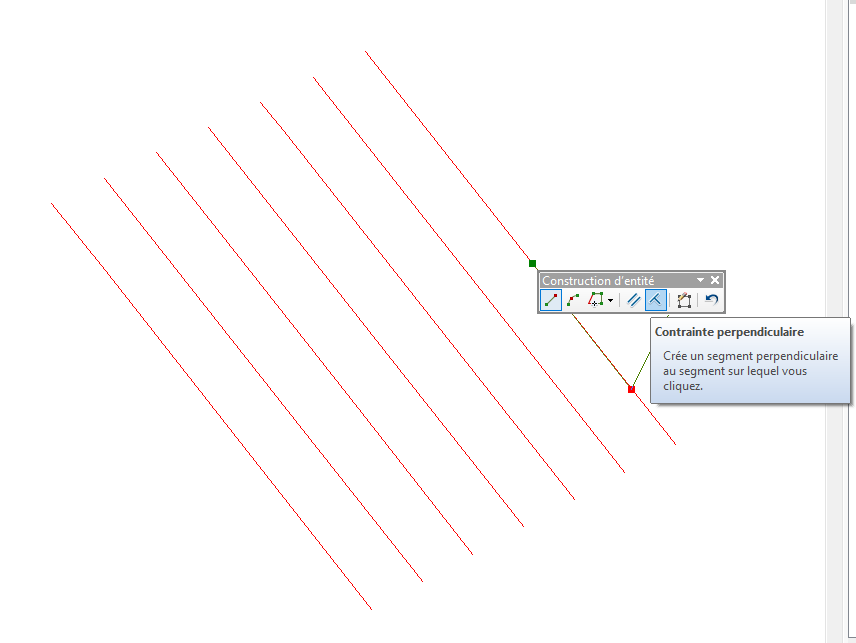 Construction d'entité
Contrainte perpendiculaire
Crée un segment perpendiculaire
au segment sur lequel vous
cliquez.